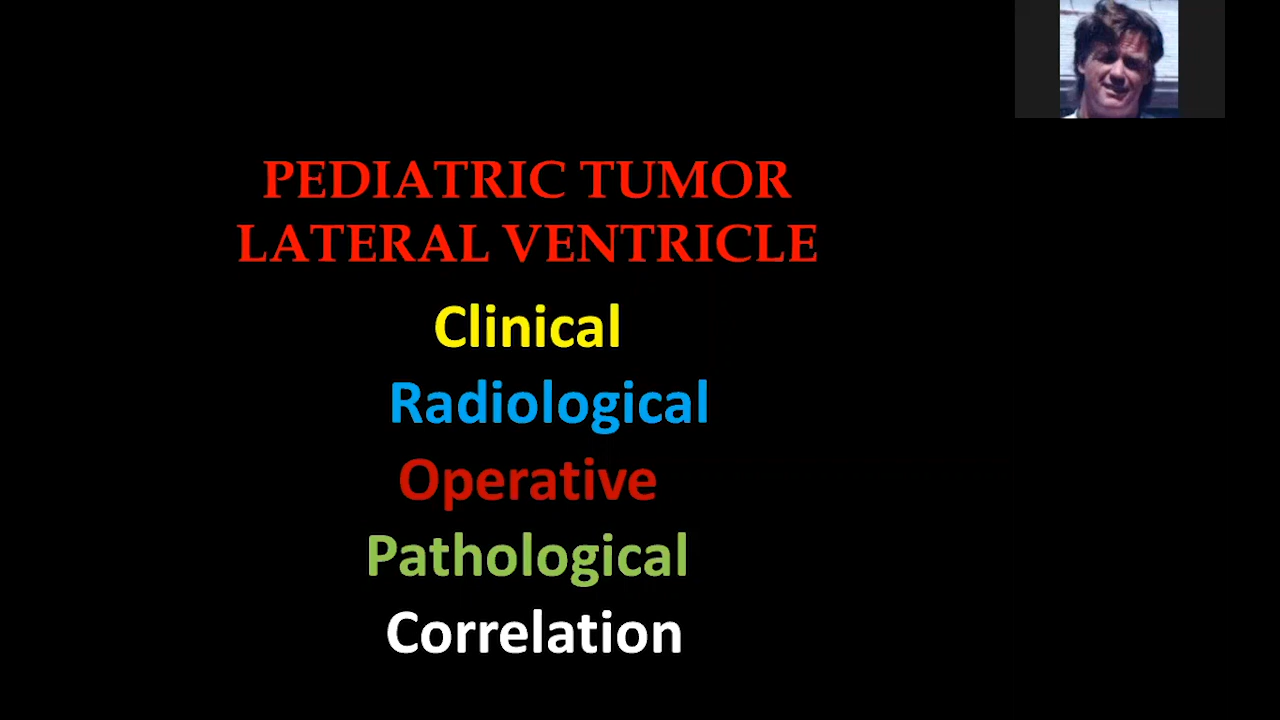 PEDIATRIC TUMOR
LATERAL VENTRICLE
Clinical
Radiological
Operative
Pathological
Correlation